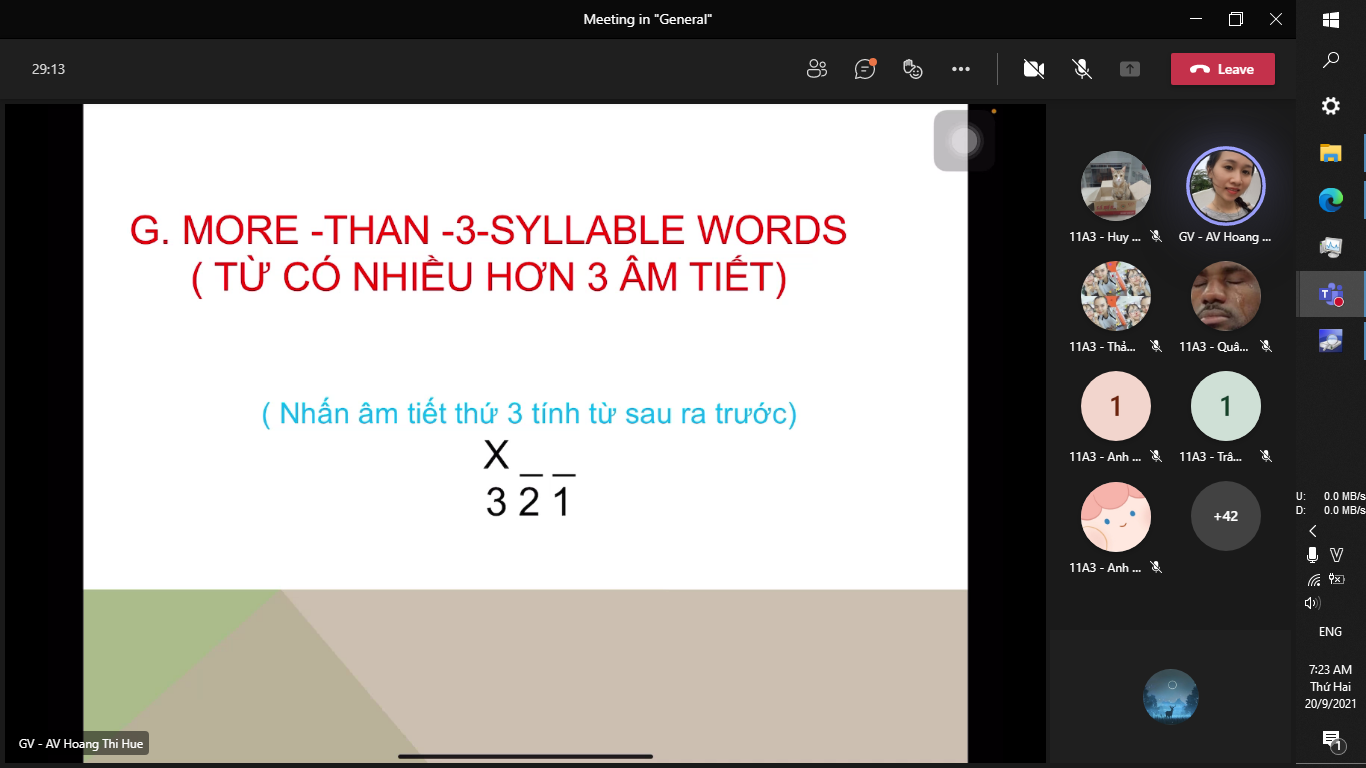 Meeting in "General"
29:13
Leave
G. MORE -THAN -3-SYLLABLE WORDS
( TỪ CÓ NHIỀU HƠN 3 ÂM TIẾT)
( Nhấn âm tiết thứ 3 tính từ sau ra trước)
X _ _
3 2 1
GV - AV Hoang Thi Hue
11A3 - Huy ...
GV - AV Hoang ...
11A3 - Thả...
11A3 - Quâ...
1
1
11A3 - Anh ...
11A3 - Trâ...
+42
11A3 - Anh ...
U: 0.0 MB/s
D: 0.0 MB/s
ENG
7:23 AM
Thứ Hai
20/9/2021
1